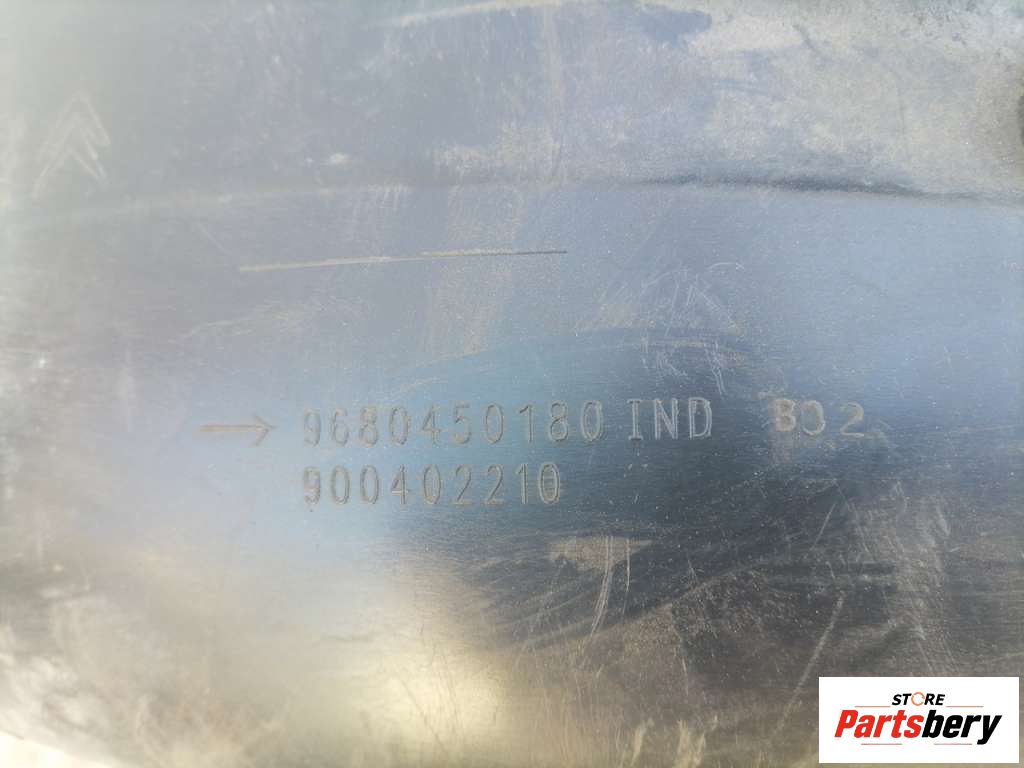 → 9680450180 IND B02
900402210
STORE
Partsbery